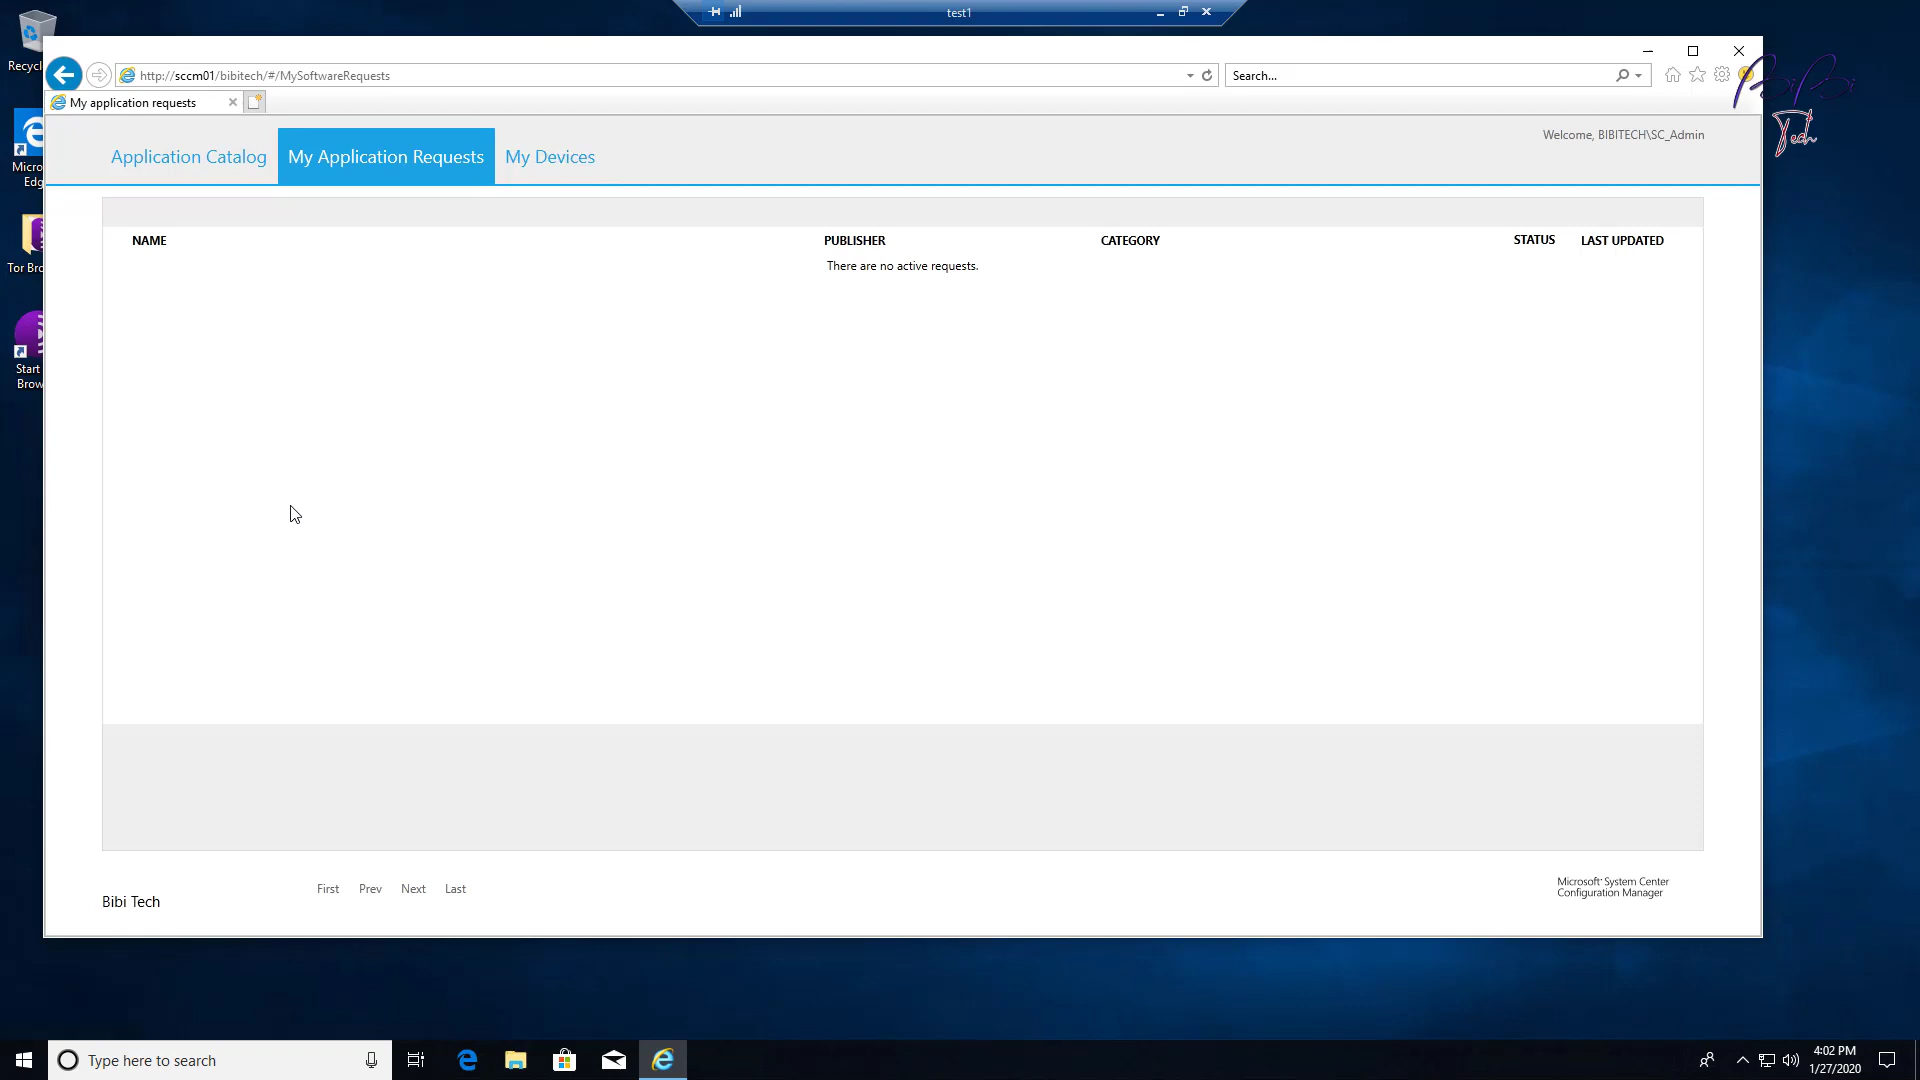 test1
Recycl
http://sccm01/bibitech/#/MySoftwareRequests
Search...
My application requests
BiBi
Tech
Welcome, BIBITECH\SC_Admin
Application Catalog My Application Requests My Devices
Micro
Edg
NAME PUBLISHER CATEGORY STATUS LAST UPDATED
There are no active requests.
Tor Bro
Start
Brow
First Prev Next Last
Bibi Tech
Microsoft® System Center
Configuration Manager
Type here to search
4:02 PM
1/27/2020